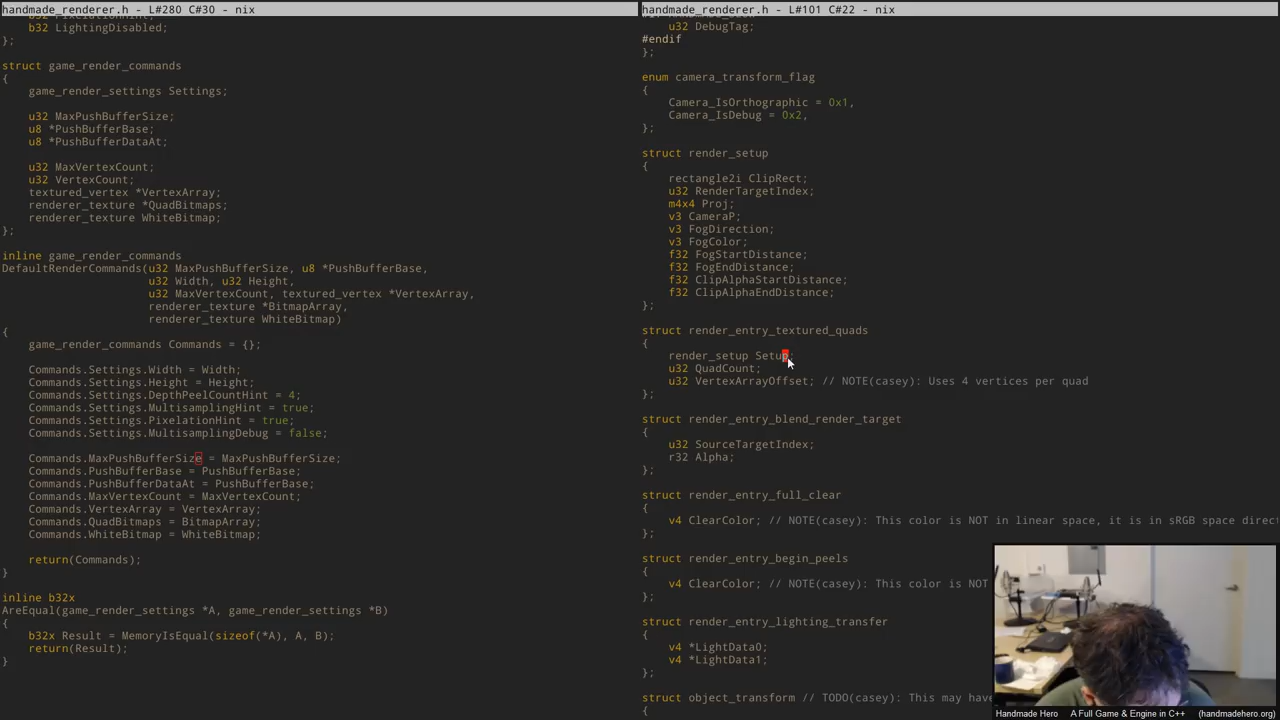 handmade_renderer.h - L#280 C#30 - nix
b32 PixelationHint;
b32 LightingDisabled;
};
struct game_render_commands
{
game_render_settings Settings;
u32 MaxPushBufferSize;
u8 *PushBufferBase;
u8 *PushBufferDataAt;
u32 MaxVertexCount;
u32 VertexCount;
textured_vertex *VertexArray;
renderer_texture *QuadBitmaps;
renderer_texture WhiteBitmap;
};
inline game_render_commands
DefaultRenderCommands(u32 MaxPushBufferSize, u8 *PushBufferBase,
u32 Width, u32 Height,
u32 MaxVertexCount, textured_vertex *VertexArray,
renderer_texture *BitmapArray,
renderer_texture WhiteBitmap)
{
game_render_commands Commands = {};
Commands.Settings.Width = Width;
Commands.Settings.Height = Height;
Commands.Settings.DepthPeelCountHint = 4;
Commands.Settings.MultisamplingHint = true;
Commands.Settings.PixelationHint = true;
Commands.Settings.MultisamplingDebug = false;
Commands.MaxPushBufferSize = MaxPushBufferSize;
Commands.PushBufferBase = PushBufferBase;
Commands.PushBufferDataAt = PushBufferBase;
Commands.MaxVertexCount = MaxVertexCount;
Commands.VertexArray = VertexArray;
Commands.QuadBitmaps = BitmapArray;
Commands.WhiteBitmap = WhiteBitmap;
return(Commands);
}
inline b32x
AreEqual(game_render_settings *A, game_render_settings *B)
{
b32x Result = MemoryIsEqual(sizeof(*A), A, B);
return(Result);
}
handmade_renderer.h - L#101 C#22 - nix
u32 DebugTag;
#endif
};
enum camera_transform_flag
{
Camera_IsOrthographic = 0x1,
Camera_IsDebug = 0x2,
};
struct render_setup
{
rectangle2i ClipRect;
u32 RenderTargetIndex;
m4x4 Proj;
v3 CameraP;
v3 FogDirection;
v3 FogColor;
f32 FogStartDistance;
f32 FogEndDistance;
f32 ClipAlphaStartDistance;
f32 ClipAlphaEndDistance;
};
struct render_entry_textured_quads
{
render_setup Setup;
u32 QuadCount;
u32 VertexArrayOffset; // NOTE(casey): Uses 4 vertices per quad
};
struct render_entry_blend_render_target
{
u32 SourceTargetIndex;
r32 Alpha;
};
struct render_entry_full_clear
{
v4 ClearColor; // NOTE(casey): This color is NOT in linear space, it is in sRGB space direc
};
struct render_entry_begin_peels
{
v4 ClearColor; // NOTE(casey): This color is NOT
};
struct render_entry_lighting_transfer
{
v4 *LightData0;
v4 *LightData1;
};
struct object_transform // TODO(casey): This may have
{
Handmade Hero A Full Game & Engine in C++ (handmadehero.org)